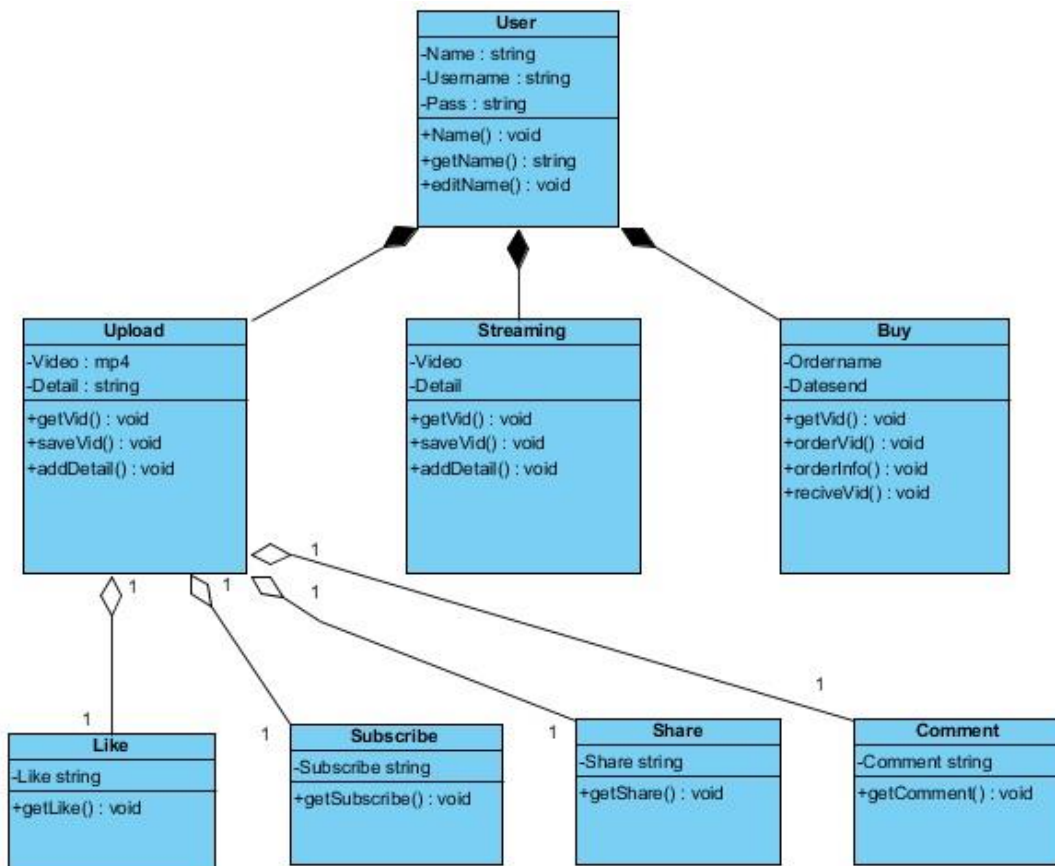 User
-Name : string
-Username : string
-Pass : string
+Name() : void
+getName() : string
+editName() : void
Upload
-Video : mp4
-Detail : string
+getVid() : void
+saveVid() : void
+addDetail() : void
Streaming
-Video
-Detail
+getVid() : void
+saveVid() : void
+addDetail() : void
Buy
-Ordername
-Datesend
+getVid() : void
+orderVid() : void
+orderInfo() : void
+reciveVid() : void
1
1
1
1
1
1
1
1
Like
-Like string
+getLike() : void
Subscribe
-Subscribe string
+getSubscribe() : void
Share
-Share string
+getShare() : void
Comment
-Comment string
+getComment() : void